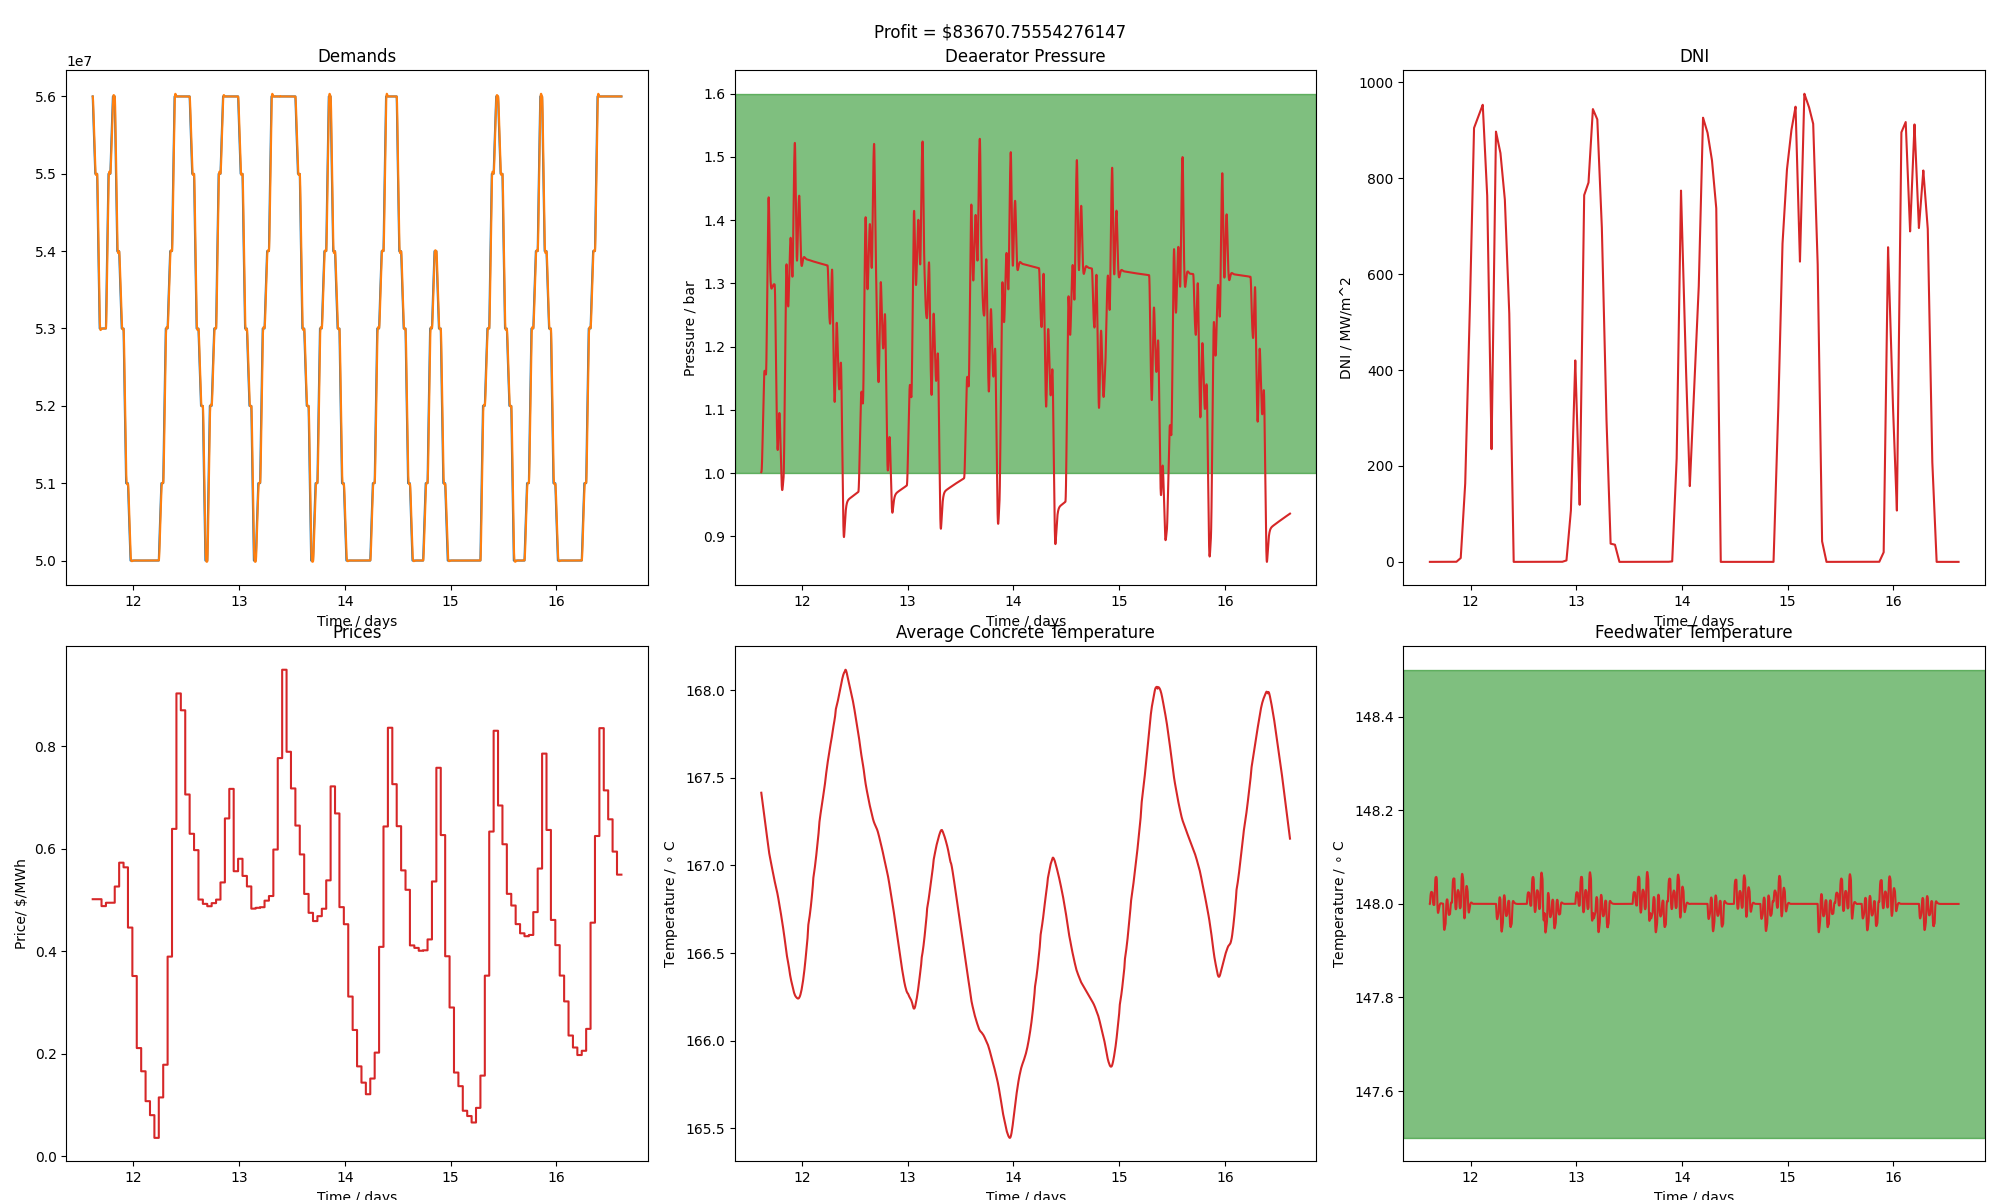 Profit = $83670.75554276147
Demands
1e7
5.6
5.5
5.4
5.3
5.2
5.1
5.0
12 13 14 15 16
Time / days
Deaerator Pressure
Pressure / bar
1.6
1.5
1.4
1.3
1.2
1.1
1.0
0.9
12 13 14 15 16
Time / days
DNI
DNI / MW/m^2
1000
800
600
400
200
0
12 13 14 15 16
Time / days
Prices
Price/ $/MWh
0.8
0.6
0.4
0.2
0.0
12 13 14 15 16
Time / days
Average Concrete Temperature
Temperature / ∘ C
168.0
167.5
167.0
166.5
166.0
165.5
12 13 14 15 16
Time / days
Feedwater Temperature
Temperature / ∘ C
148.4
148.2
148.0
147.8
147.6
12 13 14 15 16
Time / days